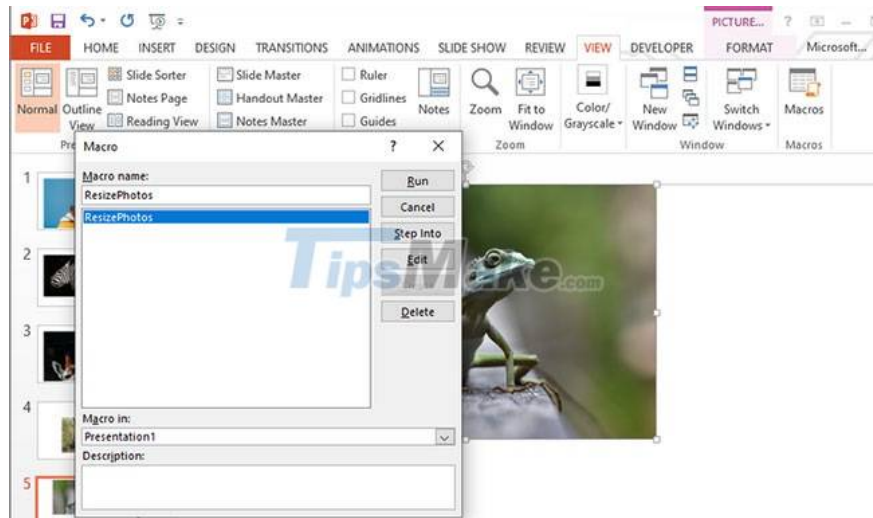 PICTURE... ?
FILE HOME INSERT DESIGN TRANSITIONS ANIMATIONS SLIDE SHOW REVIEW VIEW DEVELOPER FORMAT Microsoft...
Slide Sorter Slide Master Ruler
Notes Page Handout Master Gridlines
Normal Outline View Reading View Notes Master Guides Notes Zoom Fit to Window Color/ Grayscale New Window Switch Windows Macros
Pre Zoom Window Macros
Macro ? X
1
Macro name:
ResizePhotos
ResizePhotos
Run
Cancel
Step Into
Edit
Delete
TipsMake.com
2
3
4
Macro in:
Presentation1
Description:
5